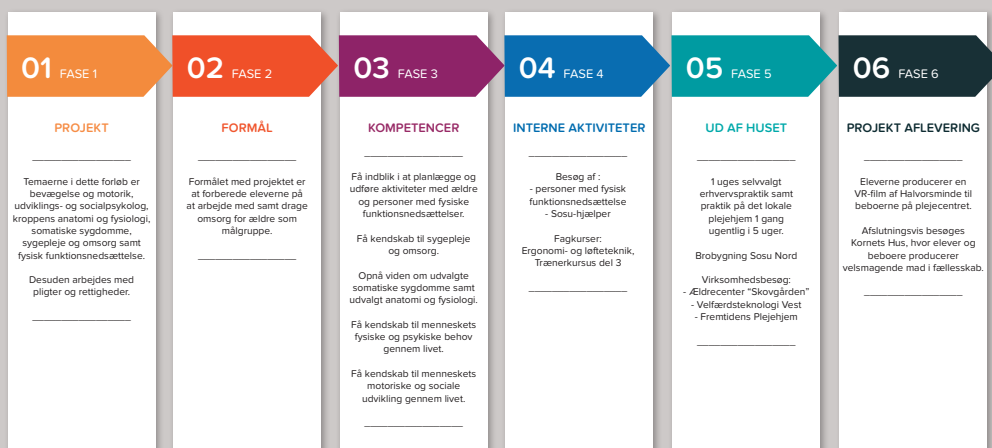 01 FASE 1
PROJEKT
Temaerne i dette forløb er
bevægelse og motorik,
udviklings- og socialpsykolog,
kroppens anatomi og fysiologi,
somatiske sygdomme,
sygepleje og omsorg samt
fysisk funktionsnedsættelse.
Desuden arbejdes med
pligter og rettigheder.
02 FASE 2
FORMÅL
Formålet med projektet er
at forberede eleverne på
at arbejde med samt drage
omsorg for ældre som
målgruppe.
03 FASE 3
KOMPETENCER
Få indblik i at planlægge og
udføre aktiviteter med ældre
og personer med fysiske
funktionsnedsættelser.
Få kendskab til sygepleje
og omsorg.
Opnå viden om udvalgte
somatiske sygdomme samt
udvalgt anatomi og fysiologi.
Få kendskab til menneskets
fysiske og psykiske behov
gennem livet.
Få kendskab til menneskets
motoriske og sociale
udvikling gennem livet.
04 FASE 4
INTERNE AKTIVITETER
Besøg af :
- personer med fysisk
funktionsnedsættelse
- Sosu-hjælper
Fagkurser:
Ergonomi- og løfteteknik,
Trænerkursus del 3
05 FASE 5
UD AF HUSET
1 uges selvvalgt
erhvervspraktik samt
praktik på det lokale
plejehjem 1 gang
ugentlig i 5 uger.
Brobygning Sosu Nord
Virksomhedsbesøg:
- Ældrecenter “Skovgården”
- Velfærdsteknologi Vest
- Fremtidens Plejehjem
06 FASE 6
PROJEKT AFLEVERING
Eleverne producerer en
VR-film af Halvorsminde til
beboerne på plejecentret.
Afslutningsvis besøges
Kornets Hus, hvor elever og
beboere producerer
velsmagende mad i fællesskab.